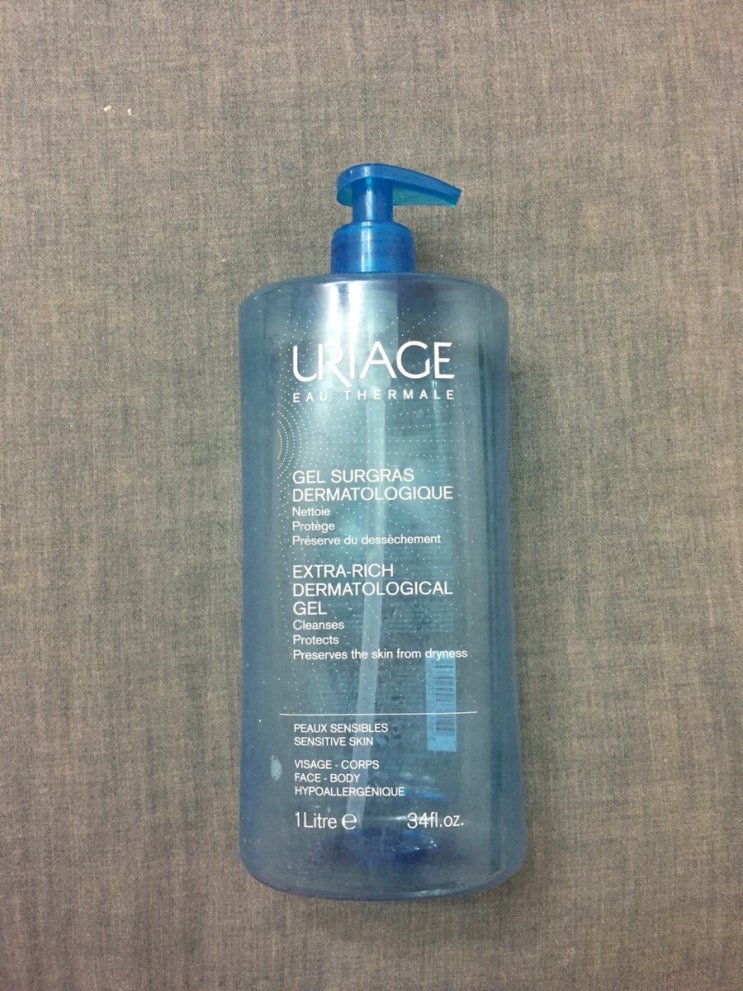 URIAGE
EAU THERMALE
GEL SURGRAS
DERMATOLOGIQUE
Nettoie
Protège
Préserve du dessèchement
EXTRA-RICH
DERMATOLOGICAL
GEL
Cleanses
Protects
Preserves the skin from dryness
PEAUX SENSIBLES
SENSITIVE SKIN
VISAGE - CORPS
FACE - BODY
HYPOALLERGÉNIQUE
1 Litre e 34fl.oz.